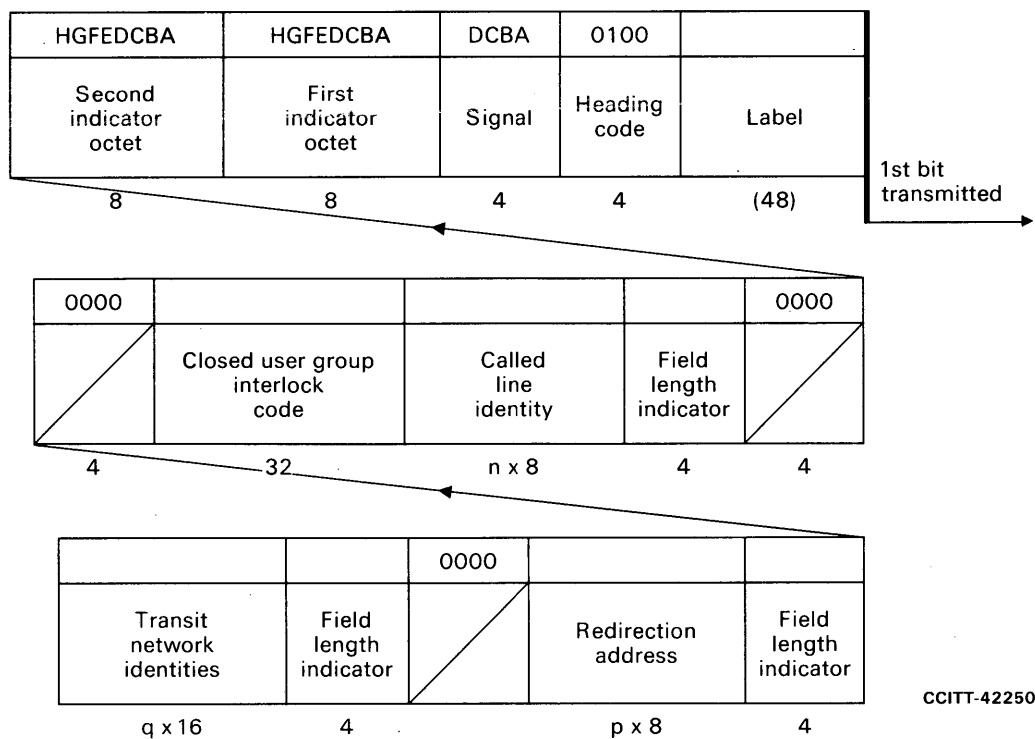 HGFEDCBA HGFEDCBA DCBA 0100
Second indicator octet
First indicator octet
Signal
Heading code
Label
8 8 4 4 (48)
1st bit transmitted
0000 0000
Closed user group interlock code
Called line identity
Field length indicator
4 32 n x 8 4 4
0000
Transit network identities
Field length indicator
Redirection address
Field length indicator
q x 16 4 p x 8 4
CCITT-42250